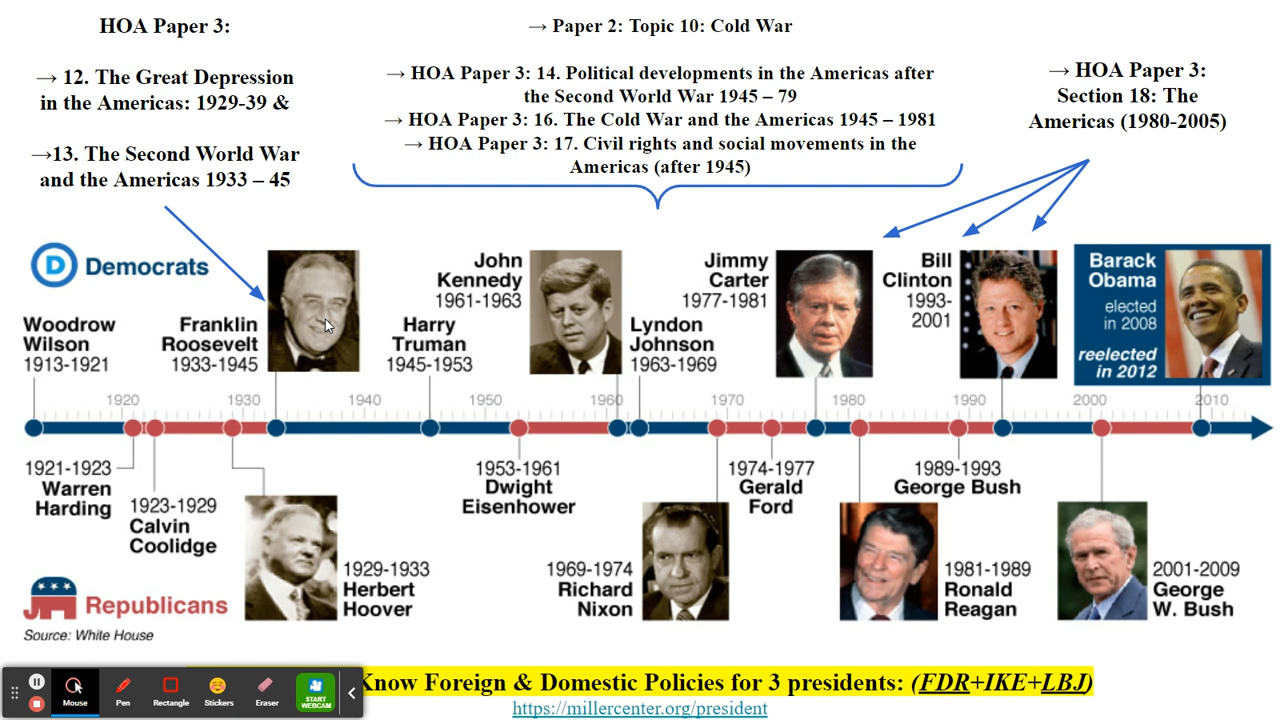 HOA Paper 3:
→ 12. The Great Depression
in the Americas: 1929-39 &
→13. The Second World War
and the Americas 1933 – 45
→ Paper 2: Topic 10: Cold War
→ HOA Paper 3: 14. Political developments in the Americas after
the Second World War 1945 – 79
→ HOA Paper 3: 16. The Cold War and the Americas 1945 – 1981
→ HOA Paper 3: 17. Civil rights and social movements in the
Americas (after 1945)
→ HOA Paper 3:
Section 18: The
Americas (1980-2005)
D Democrats
Woodrow
Wilson
1913-1921
Franklin
Roosevelt
1933-1945
Harry
Truman
1945-1953
John
Kennedy
1961-1963
Lyndon
Johnson
1963-1969
Jimmy
Carter
1977-1981
Bill
Clinton
1993-
2001
Barack
Obama
elected
in 2008
reelected
in 2012
1920 1930 1940 1950 1960 1970 1980 1990 2000 2010
1921-1923
Warren
Harding
1923-1929
Calvin
Coolidge
1929-1933
Herbert
Hoover
1953-1961
Dwight
Eisenhower
1969-1974
Richard
Nixon
1974-1977
Gerald
Ford
1981-1989
Ronald
Reagan
1989-1993
George Bush
2001-2009
George
W. Bush
Republicans
Source: White House
Know Foreign & Domestic Policies for 3 presidents: (FDR+IKE+LBJ)
https://millercenter.org/president
Mouse Pen Rectangle Stickers Eraser START
WEBCAM